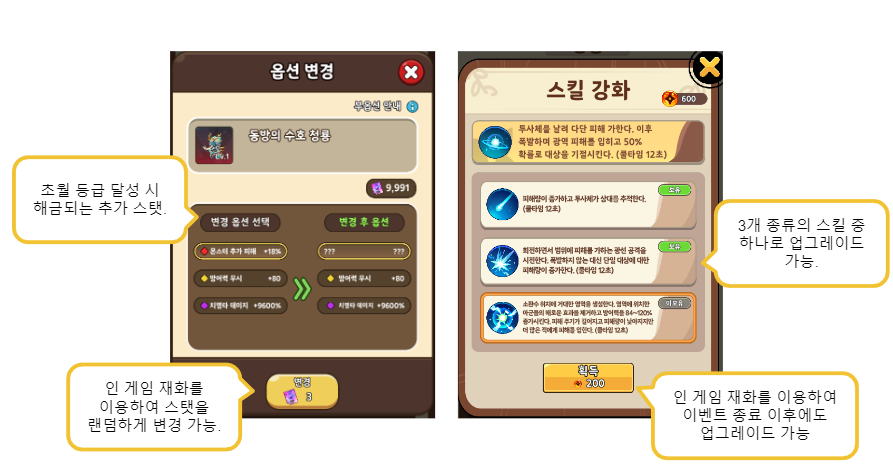 옵션 변경
부옵션 안내
동방의 수호 청룡
Lv.1
9,991
변경 옵션 선택
변경 후 옵션
몬스터 추가 피해 +18%
??? ???
방어력 무시 +80
방어력 무시 +80
치명타 데미지 +9600%
치명타 데미지 +9600%
변경
3
초월 등급 달성 시
해금되는 추가 스탯.
인 게임 재화를
이용하여 스탯을
랜덤하게 변경 가능.
스킬 강화
600
투사체를 날려 다단 피해 가한다. 이후
폭발하며 광역 피해를 입히고 50%
확률로 대상을 기절시킨다. (쿨타임 12초)
보유
피해량이 증가하고 투사체가 상대를 추적한다.
(쿨타임 12초)
보유
회전하면서 범위에 피해를 가하는 광선 공격을
시전한다. 폭발하지 않는 대신 단일 대상에 대한
피해량이 증가한다. (쿨타임 12초)
미보유
소환수 위치에 거대한 영역을 생성한다. 영역에 위치한
아군들의 해로운 효과를 제거하고 방어력을 84~120%
증가시킨다. 피해 주기가 길어지고 피해량이 낮아지지만
더 많은 적에게 피해를 입힌다. (쿨타임 12초)
획득
200
3개 종류의 스킬 중
하나로 업그레이드
가능.
인 게임 재화를 이용하여
이벤트 종료 이후에도
업그레이드 가능